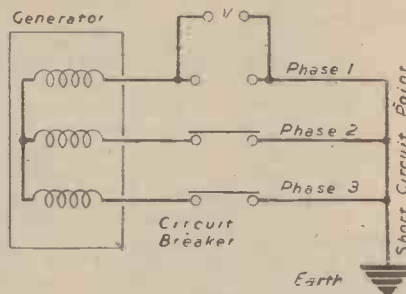 Generator
V
Phase 1
Phase 2
Phase 3
Circuit
Breaker
Short Circuit Point
Earth